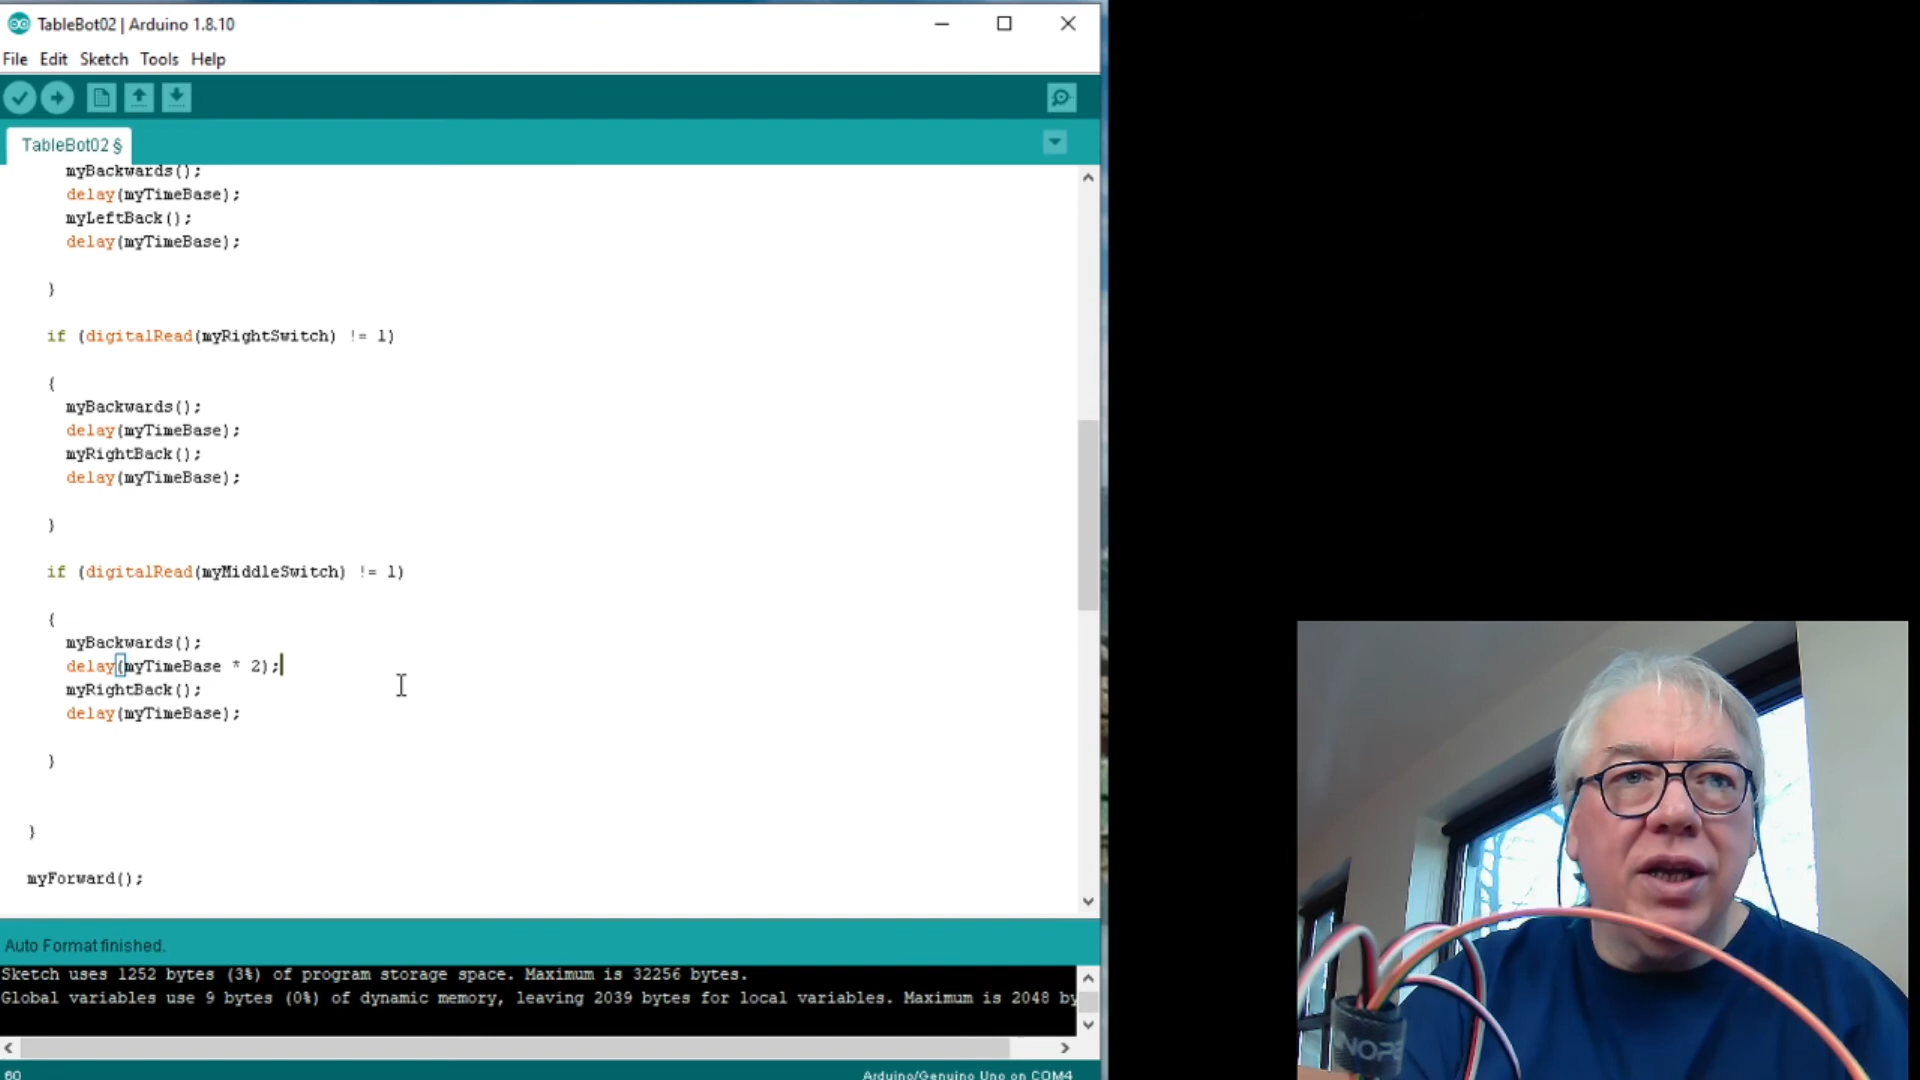 TableBot02 | Arduino 1.8.10
File Edit Sketch Tools Help
TableBot02 §
myBackwards();
delay(myTimeBase);
myLeftBack();
delay(myTimeBase);
}
if (digitalRead(myRightSwitch) != 1)
{
myBackwards();
delay(myTimeBase);
myRightBack();
delay(myTimeBase);
}
if (digitalRead(myMiddleSwitch) != 1)
{
myBackwards();
delay(myTimeBase * 2);
myRightBack();
delay(myTimeBase);
}
}
myForward();
Auto Format finished.
Sketch uses 1252 bytes (3%) of program storage space. Maximum is 32256 bytes.
Global variables use 9 bytes (0%) of dynamic memory, leaving 2039 bytes for local variables. Maximum is 2048 by
60
Arduino/Genuino Uno on COM4